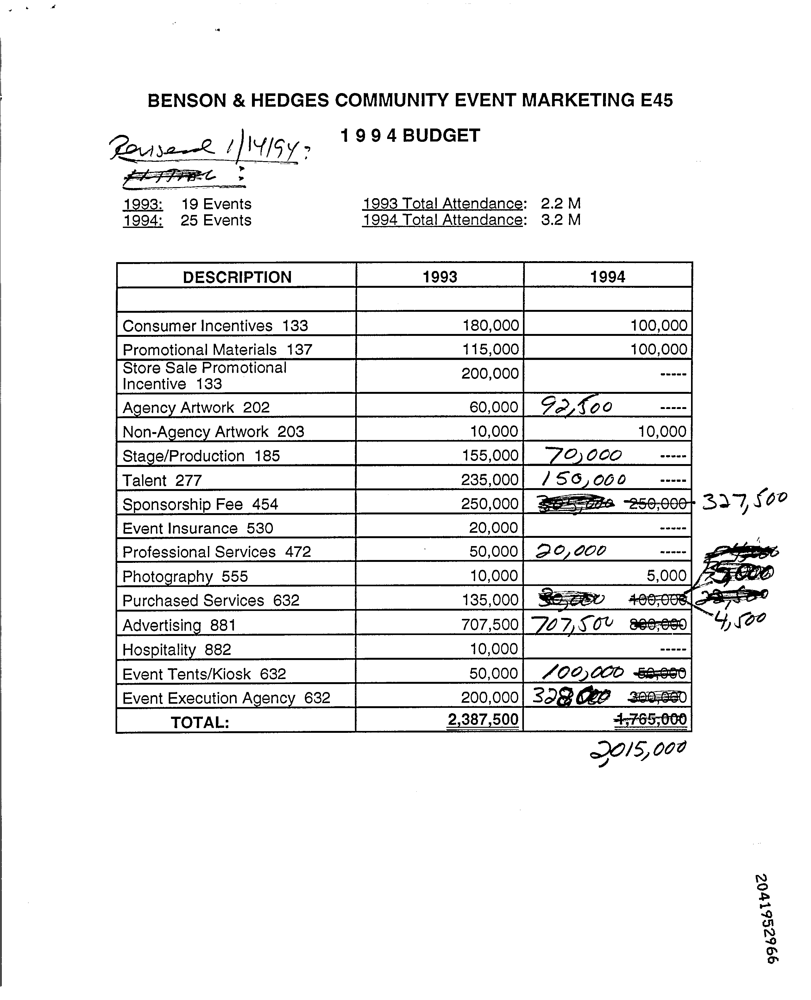 BENSON & HEDGES COMMUNITY EVENT MARKETING E45
1 9 9 4 BUDGET
Revised 1/14/94:
1993: 19 Events 1993 Total Attendance: 2.2 M
1994: 25 Events 1994 Total Attendance: 3.2 M
DESCRIPTION 1993 1994
Consumer Incentives 133 180,000 100,000
Promotional Materials 137 115,000 100,000
Store Sale Promotional
Incentive 133 200,000 -----
Agency Artwork 202 60,000 92,500 -----
Non-Agency Artwork 203 10,000 10,000
Stage/Production 185 155,000 70,000 -----
Talent 277 235,000 150,000 -----
Sponsorship Fee 454 250,000 250,000 327,500
Event Insurance 530 20,000 -----
Professional Services 472 50,000 20,000 -----
Photography 555 10,000 5,000
Purchased Services 632 135,000 100,000 4,500
Advertising 881 707,500 707,500 800,000
Hospitality 882 10,000 -----
Event Tents/Kiosk 632 50,000 100,000 50,000
Event Execution Agency 632 200,000 328,000 300,000
TOTAL: 2,387,500 1,765,000
2,015,000
2041952966